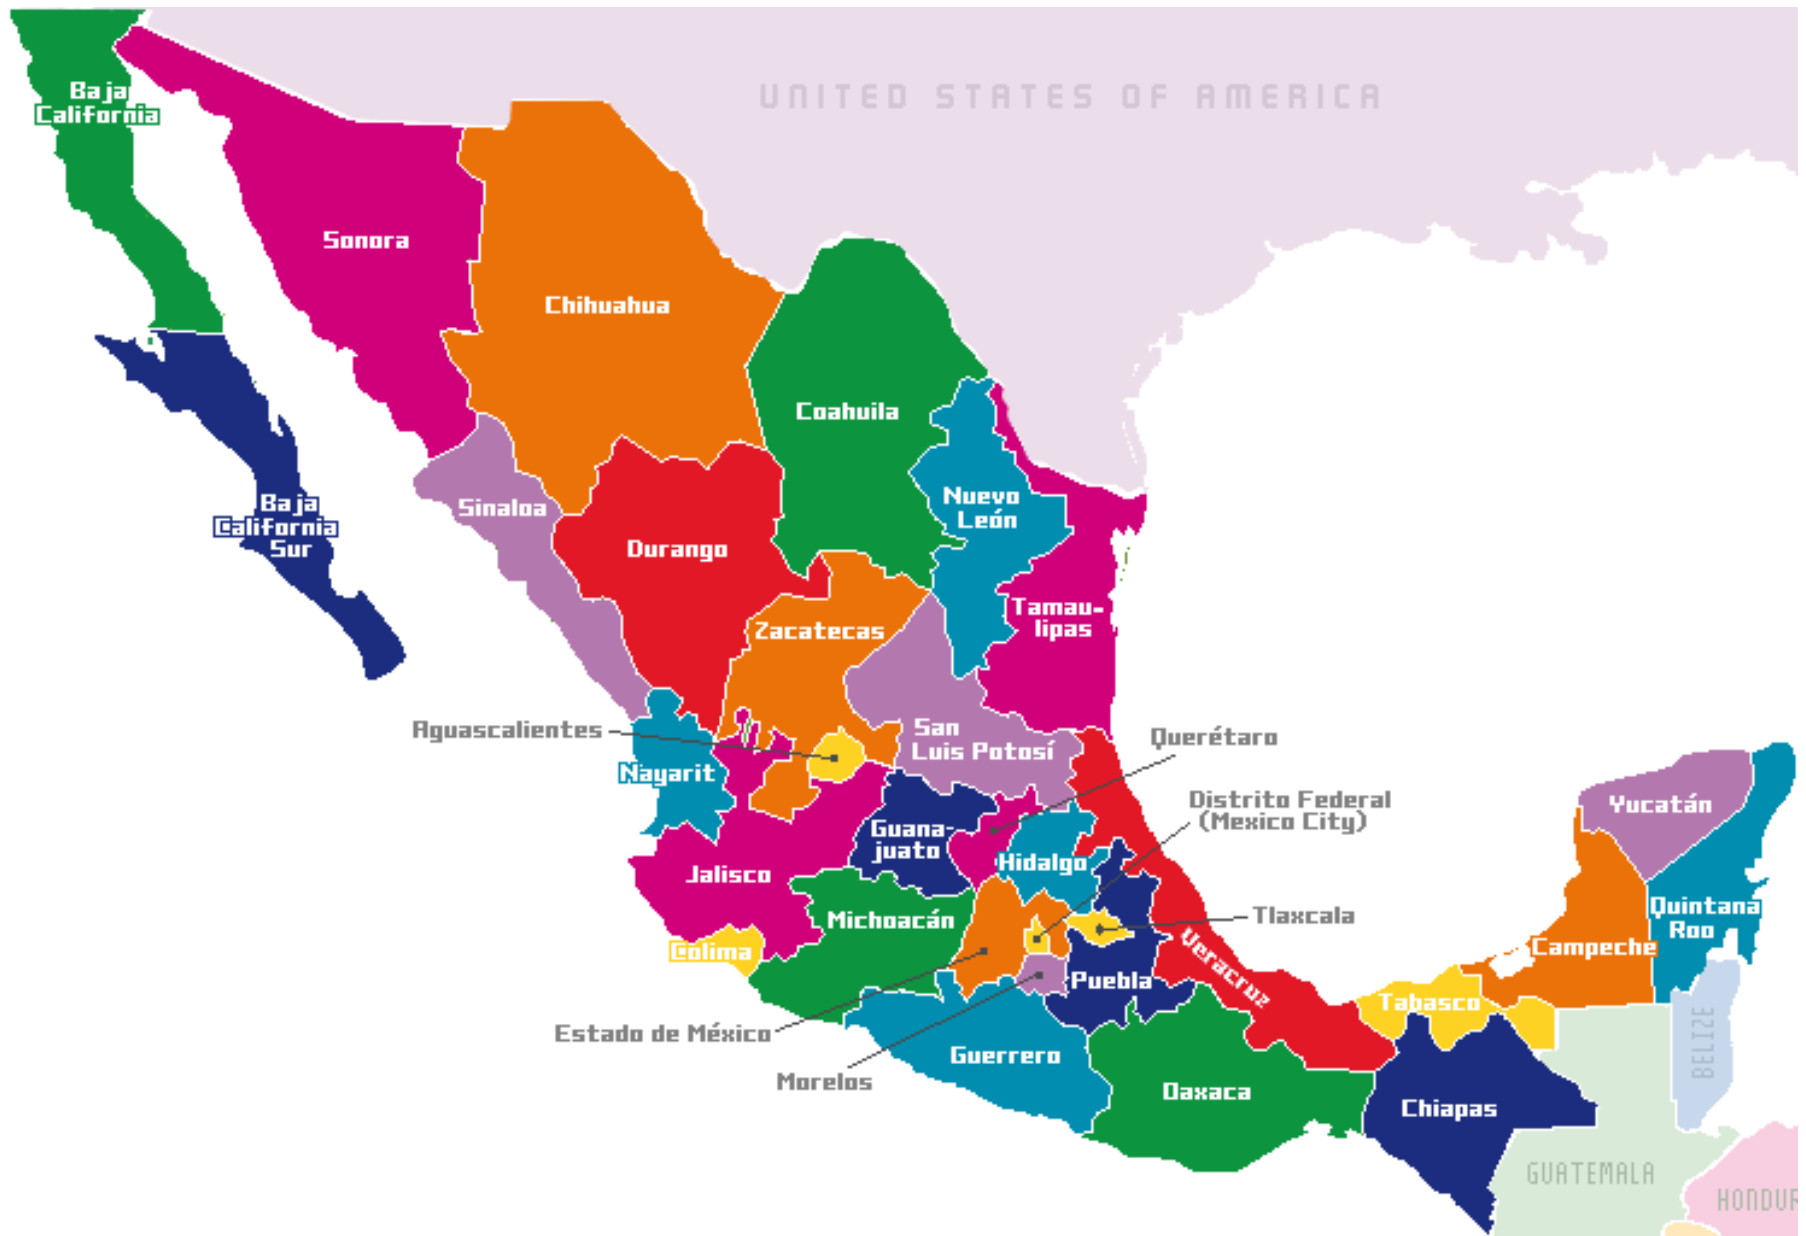 UNITED STATES OF AMERICA
Baja
California
Sonora
Chihuahua
Coahuila
Baja
California
Sur
Sinaloa
Nuevo
León
Durango
Tamau-
lipas
Zacatecas
Aguascalientes
San
Luis Potosí
Querétaro
Nayarit
Distrito Federal
(Mexico City)
Yucatán
Guana-
juato
Hidalgo
Jalisco
Michoacán
Tlaxcala
Quintana
Roo
Colima
Veracruz
Campeche
Puebla
Tabasco
Estado de México
Guerrero
BELIZE
Morelos
Oaxaca
Chiapas
GUATEMALA
HONDUR